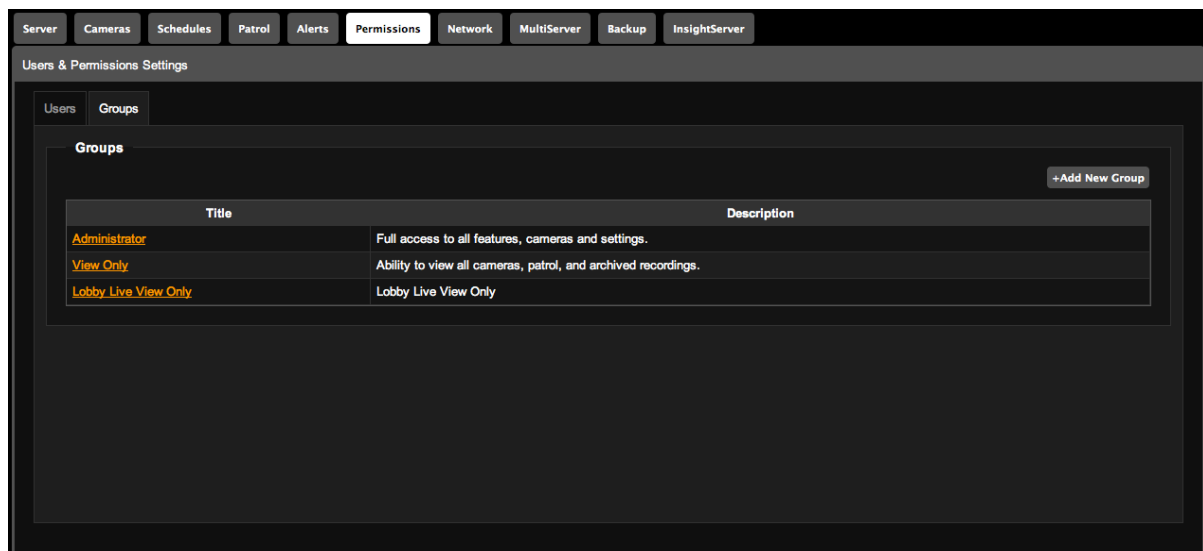 Server Cameras Schedules Patrol Alerts Permissions Network MultiServer Backup InsightServer
Users & Permissions Settings
Users Groups
Groups
+Add New Group
Title Description
Administrator Full access to all features, cameras and settings.
View Only Ability to view all cameras, patrol, and archived recordings.
Lobby Live View Only Lobby Live View Only